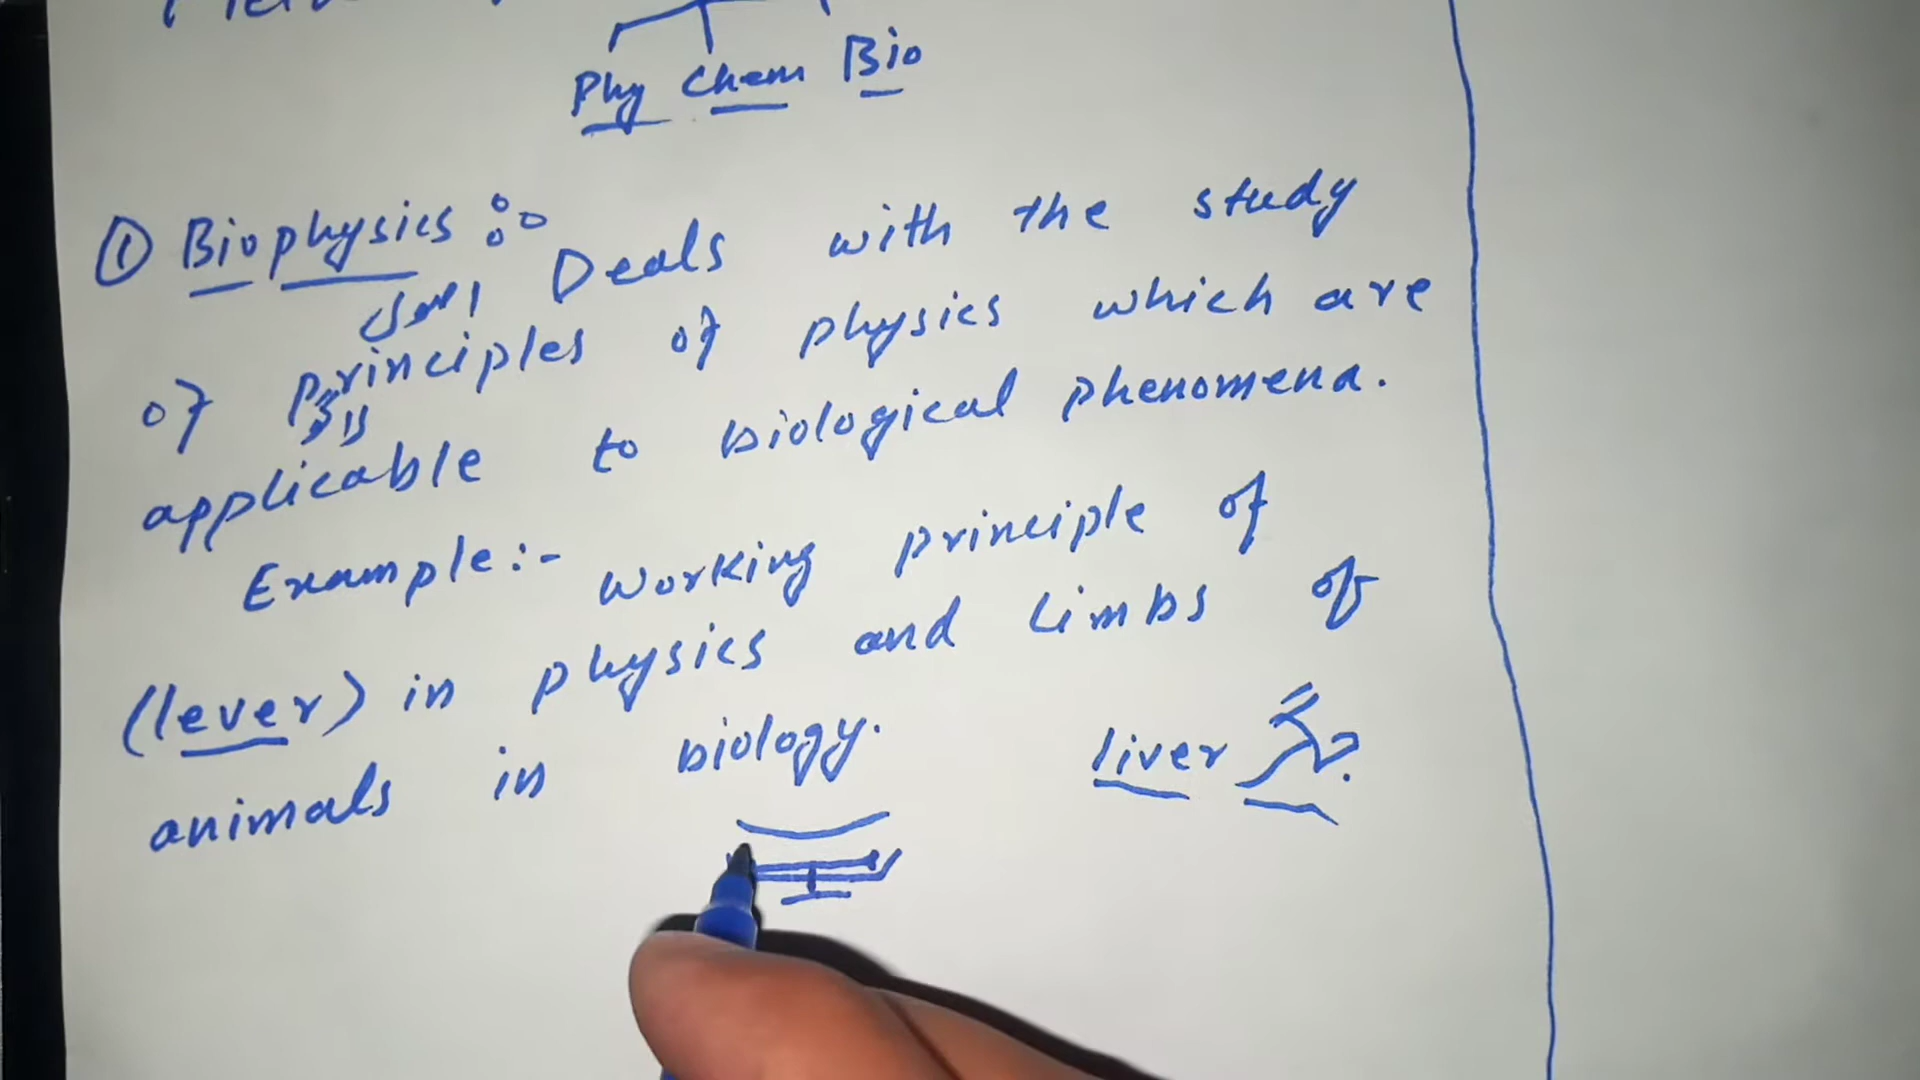 Phy Chem Bio
① Biophysics :- Deals with the study
of principles of physics which are
applicable to biological phenomena.
Example:- Working principle of
(lever) in physics and limbs of
animals in biology.
liver